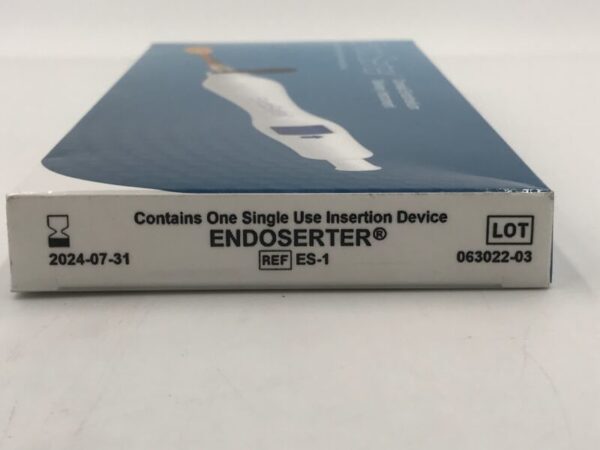 Contains One Single Use Insertion Device
ENDOSERTER®
LOT
2024-07-31
REF ES-1
063022-03